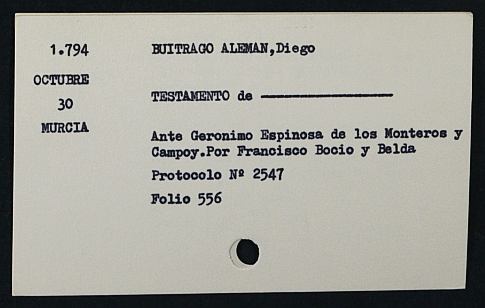 1.794
BUITRAGO ALEMAN,Diego
OCTUBRE
30
TESTAMENTO de
MURCIA
Ante Geronimo Espinosa de los Monteros y
Campoy.Por Francisco Bocio y Belda
Protocolo Nº 2547
Folio 556